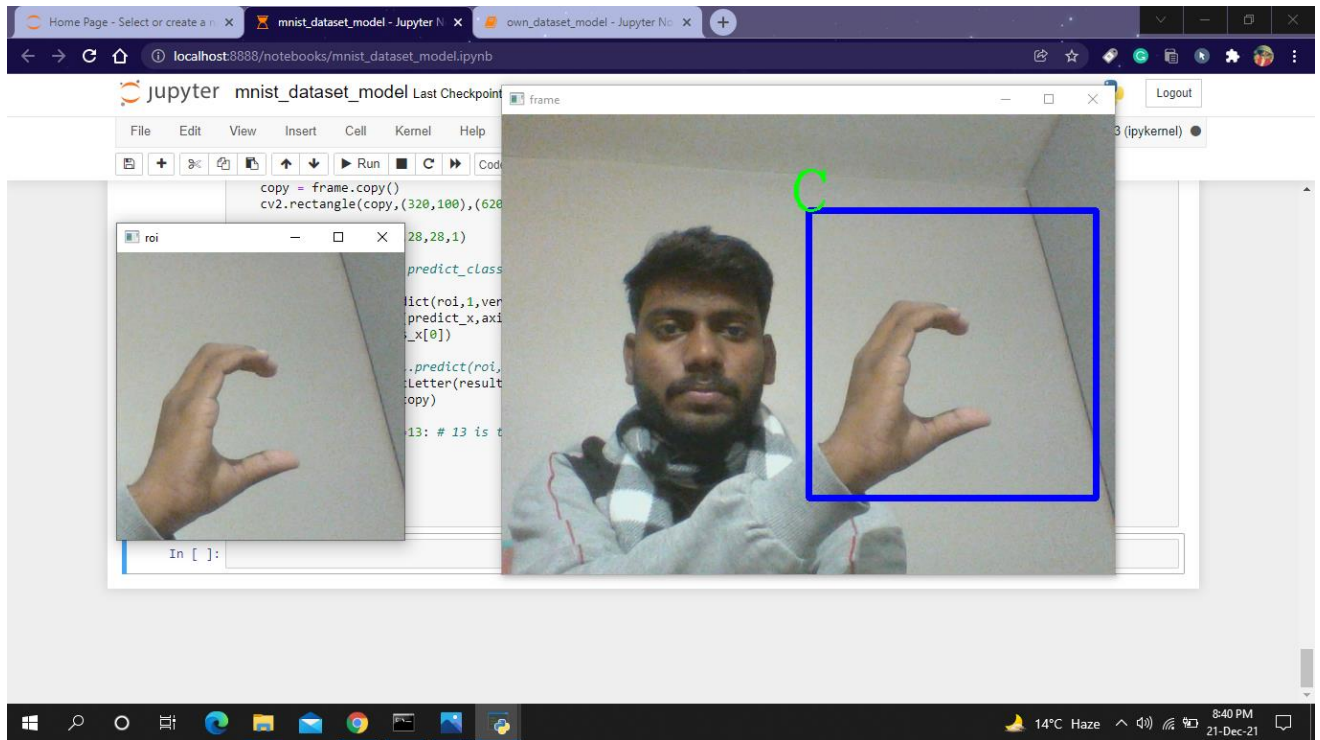 Home Page - Select or create a n
mnist_dataset_model - Jupyter N
own_dataset_model - Jupyter No
localhost:8888/notebooks/mnist_dataset_model.ipynb
jupyter mnist_dataset_model Last Checkpoint
Logout
File Edit View Insert Cell Kernel Help
3 (ipykernel)
Run
Code
copy = frame.copy()
cv2.rectangle(copy,(320,100),(620
28,28,1)
predict_class
dict(roi,1,ver
(predict_x,axi
_x[0])
.predict(roi,
tLetter(result
copy)
13: # 13 is t
In [ ]:
roi
frame
C
14°C Haze
8:40 PM
21-Dec-21